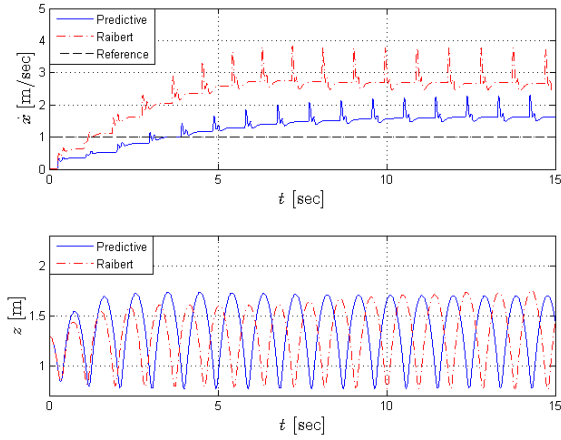 5
4
3
2
1
0
ẋ [m/sec]
Predictive
Raibert
Reference
0 5 10 15
t [sec]
2
1.5
1
z [m]
Predictive
Raibert
0 5 10 15
t [sec]